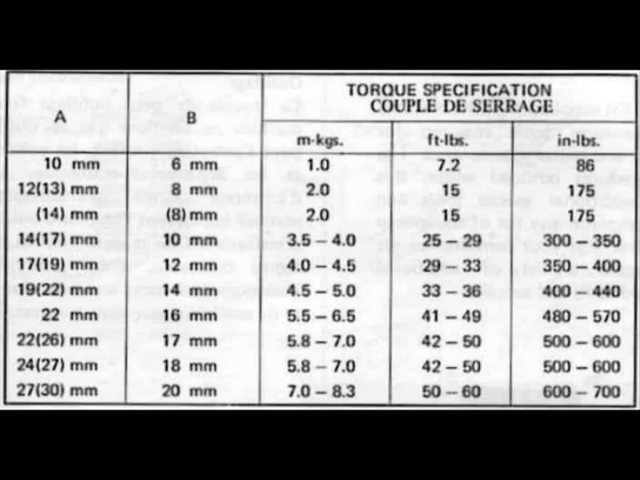 TORQUE SPECIFICATION
COUPLE DE SERRAGE
A B
m-kgs. ft-lbs. in-lbs.
10 mm 6 mm 1.0 7.2 86
12(13) mm 8 mm 2.0 15 175
(14) mm (8) mm 2.0 15 175
14(17) mm 10 mm 3.5 – 4.0 25 – 29 300 – 350
17(19) mm 12 mm 4.0 – 4.5 29 – 33 350 – 400
19(22) mm 14 mm 4.5 – 5.0 33 – 36 400 – 440
22 mm 16 mm 5.5 – 6.5 41 – 49 480 – 570
22(26) mm 17 mm 5.8 – 7.0 42 – 50 500 – 600
24(27) mm 18 mm 5.8 – 7.0 42 – 50 500 – 600
27(30) mm 20 mm 7.0 – 8.3 50 – 60 600 – 700